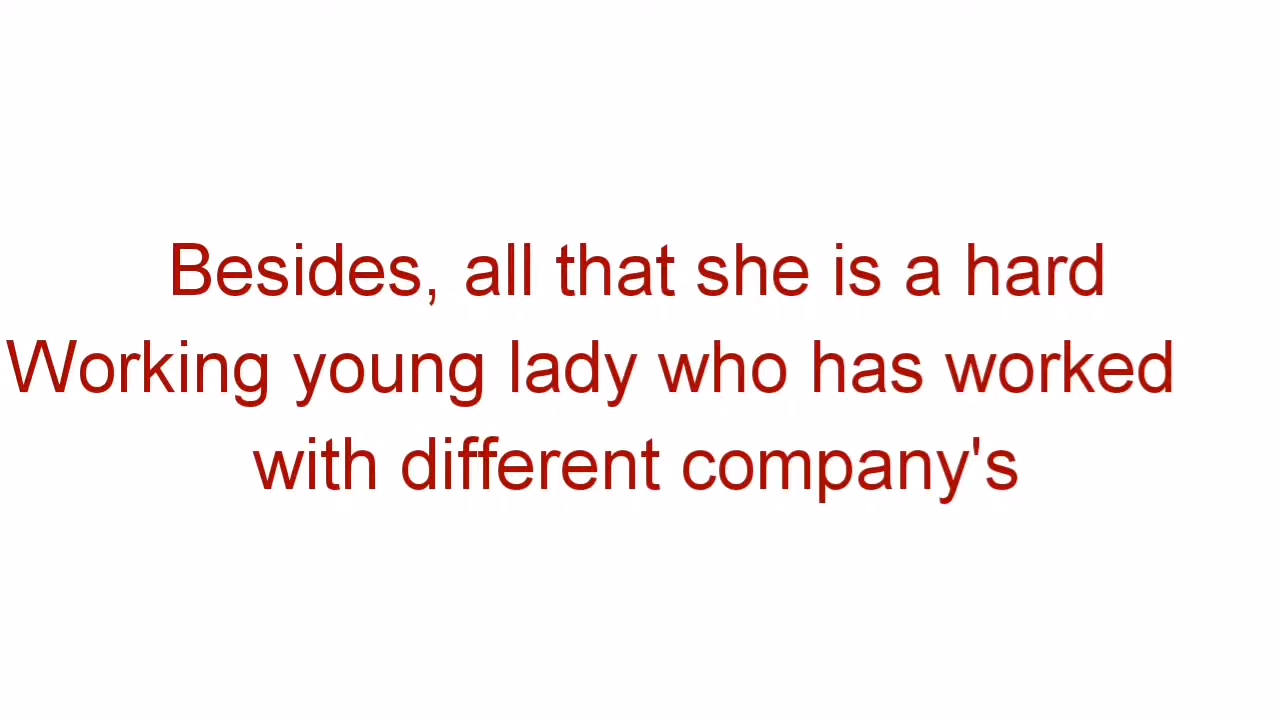 Besides, all that she is a hard
Working young lady who has worked
with different company's